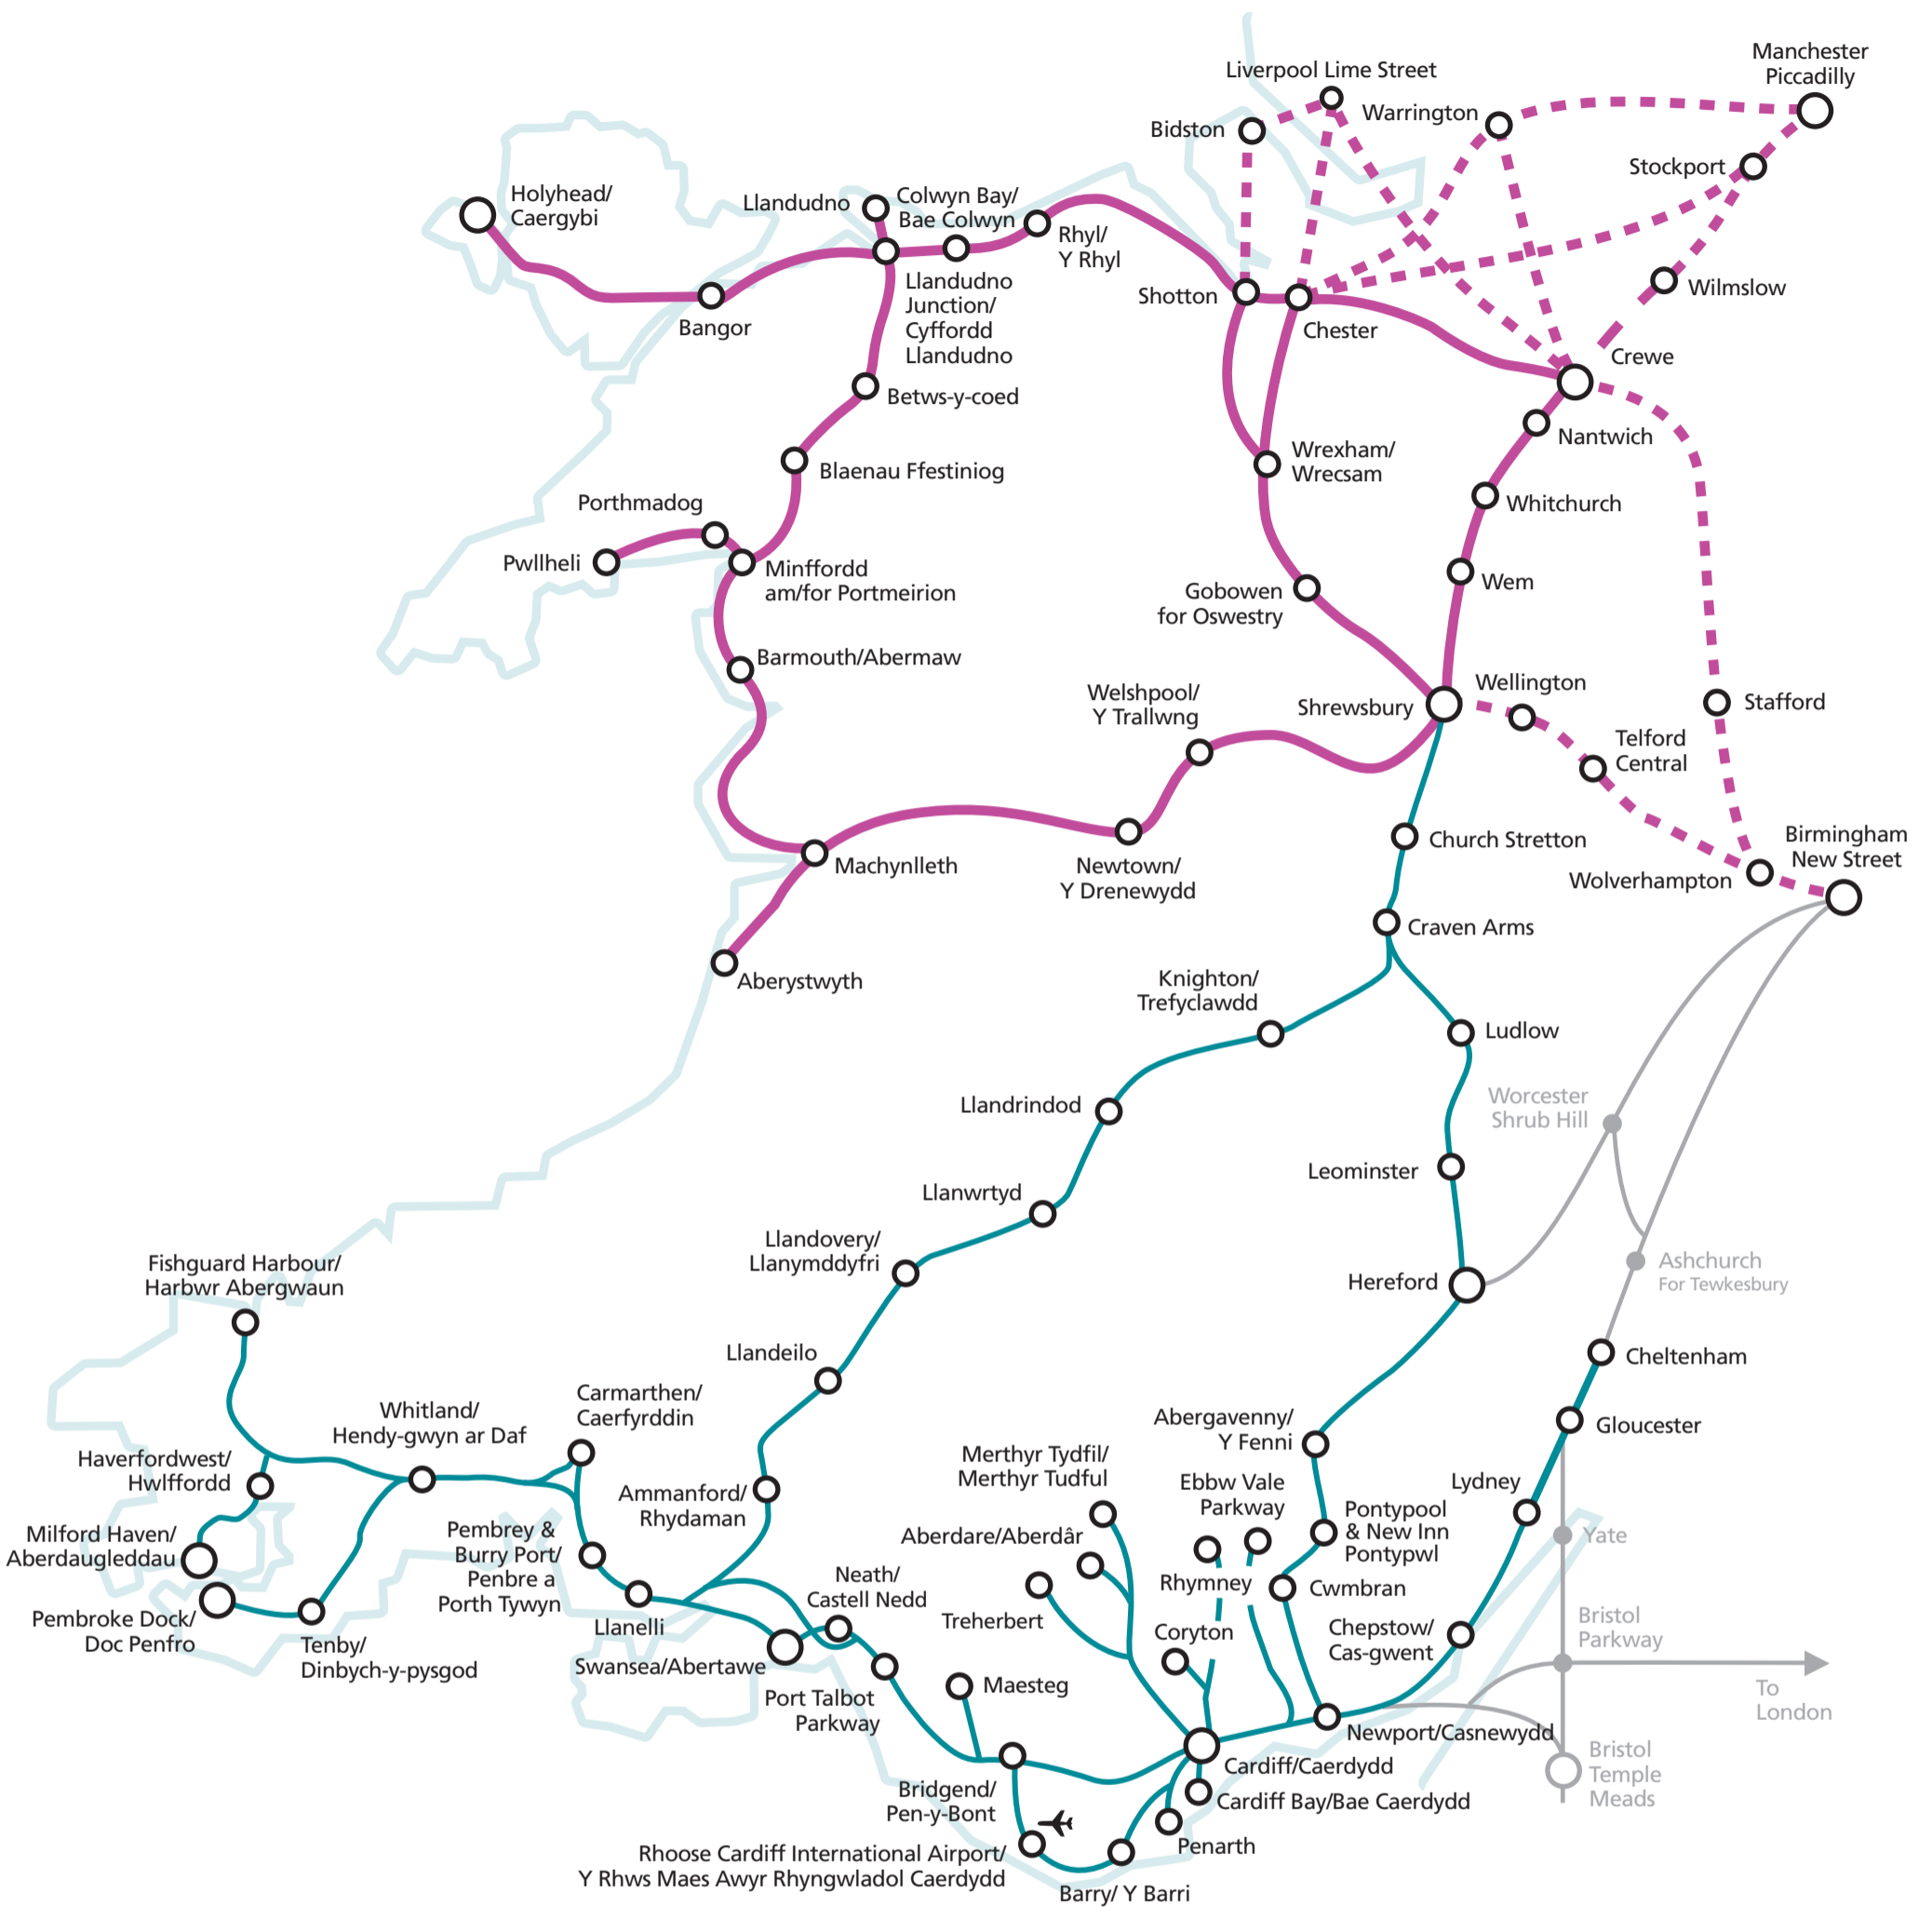 Manchester
Piccadilly
Liverpool Lime Street
Warrington
Bidston
Stockport
Holyhead/
Caergybi
Llandudno
Colwyn Bay/
Bae Colwyn
Rhyl/
Y Rhyl
Llandudno
Junction/
Cyffordd
Llandudno
Shotton
Chester
Wilmslow
Bangor
Crewe
Betws-y-coed
Nantwich
Wrexham/
Wrecsam
Blaenau Ffestiniog
Whitchurch
Porthmadog
Pwllheli
Minffordd
am/for Portmeirion
Wem
Gobowen
for Oswestry
Barmouth/Abermaw
Welshpool/
Y Trallwng
Shrewsbury
Wellington
Stafford
Telford
Central
Church Stretton
Birmingham
New Street
Machynlleth
Newtown/
Y Drenewydd
Wolverhampton
Craven Arms
Aberystwyth
Knighton/
Trefyclawdd
Ludlow
Llandrindod
Worcester
Shrub Hill
Leominster
Llanwrtyd
Llandovery/
Llanymddyfri
Fishguard Harbour/
Harbwr Abergwaun
Hereford
Ashchurch
For Tewkesbury
Llandeilo
Cheltenham
Carmarthen/
Caerfyrddin
Whitland/
Hendy-gwyn ar Daf
Abergavenny/
Y Fenni
Gloucester
Haverfordwest/
Hwlffordd
Merthyr Tydfil/
Merthyr Tudful
Ebbw Vale
Parkway
Lydney
Ammanford/
Rhydaman
Pontypool
& New Inn
Pontypwl
Milford Haven/
Aberdaugleddau
Pembrey &
Burry Port/
Penbre a
Porth Tywyn
Aberdare/Aberdâr
Yate
Neath/
Castell Nedd
Rhymney
Cwmbran
Pembroke Dock/
Doc Penfro
Tenby/
Dinbych-y-pysgod
Llanelli
Treherbert
Coryton
Chepstow/
Cas-gwent
Bristol
Parkway
Swansea/Abertawe
Port Talbot
Parkway
Maesteg
To
London
Newport/Casnewydd
Cardiff/Caerdydd
Bristol
Temple
Meads
Bridgend/
Pen-y-Bont
Cardiff Bay/Bae Caerdydd
Penarth
Rhoose Cardiff International Airport/
Y Rhws Maes Awyr Rhyngwladol Caerdydd
Barry/ Y Barri